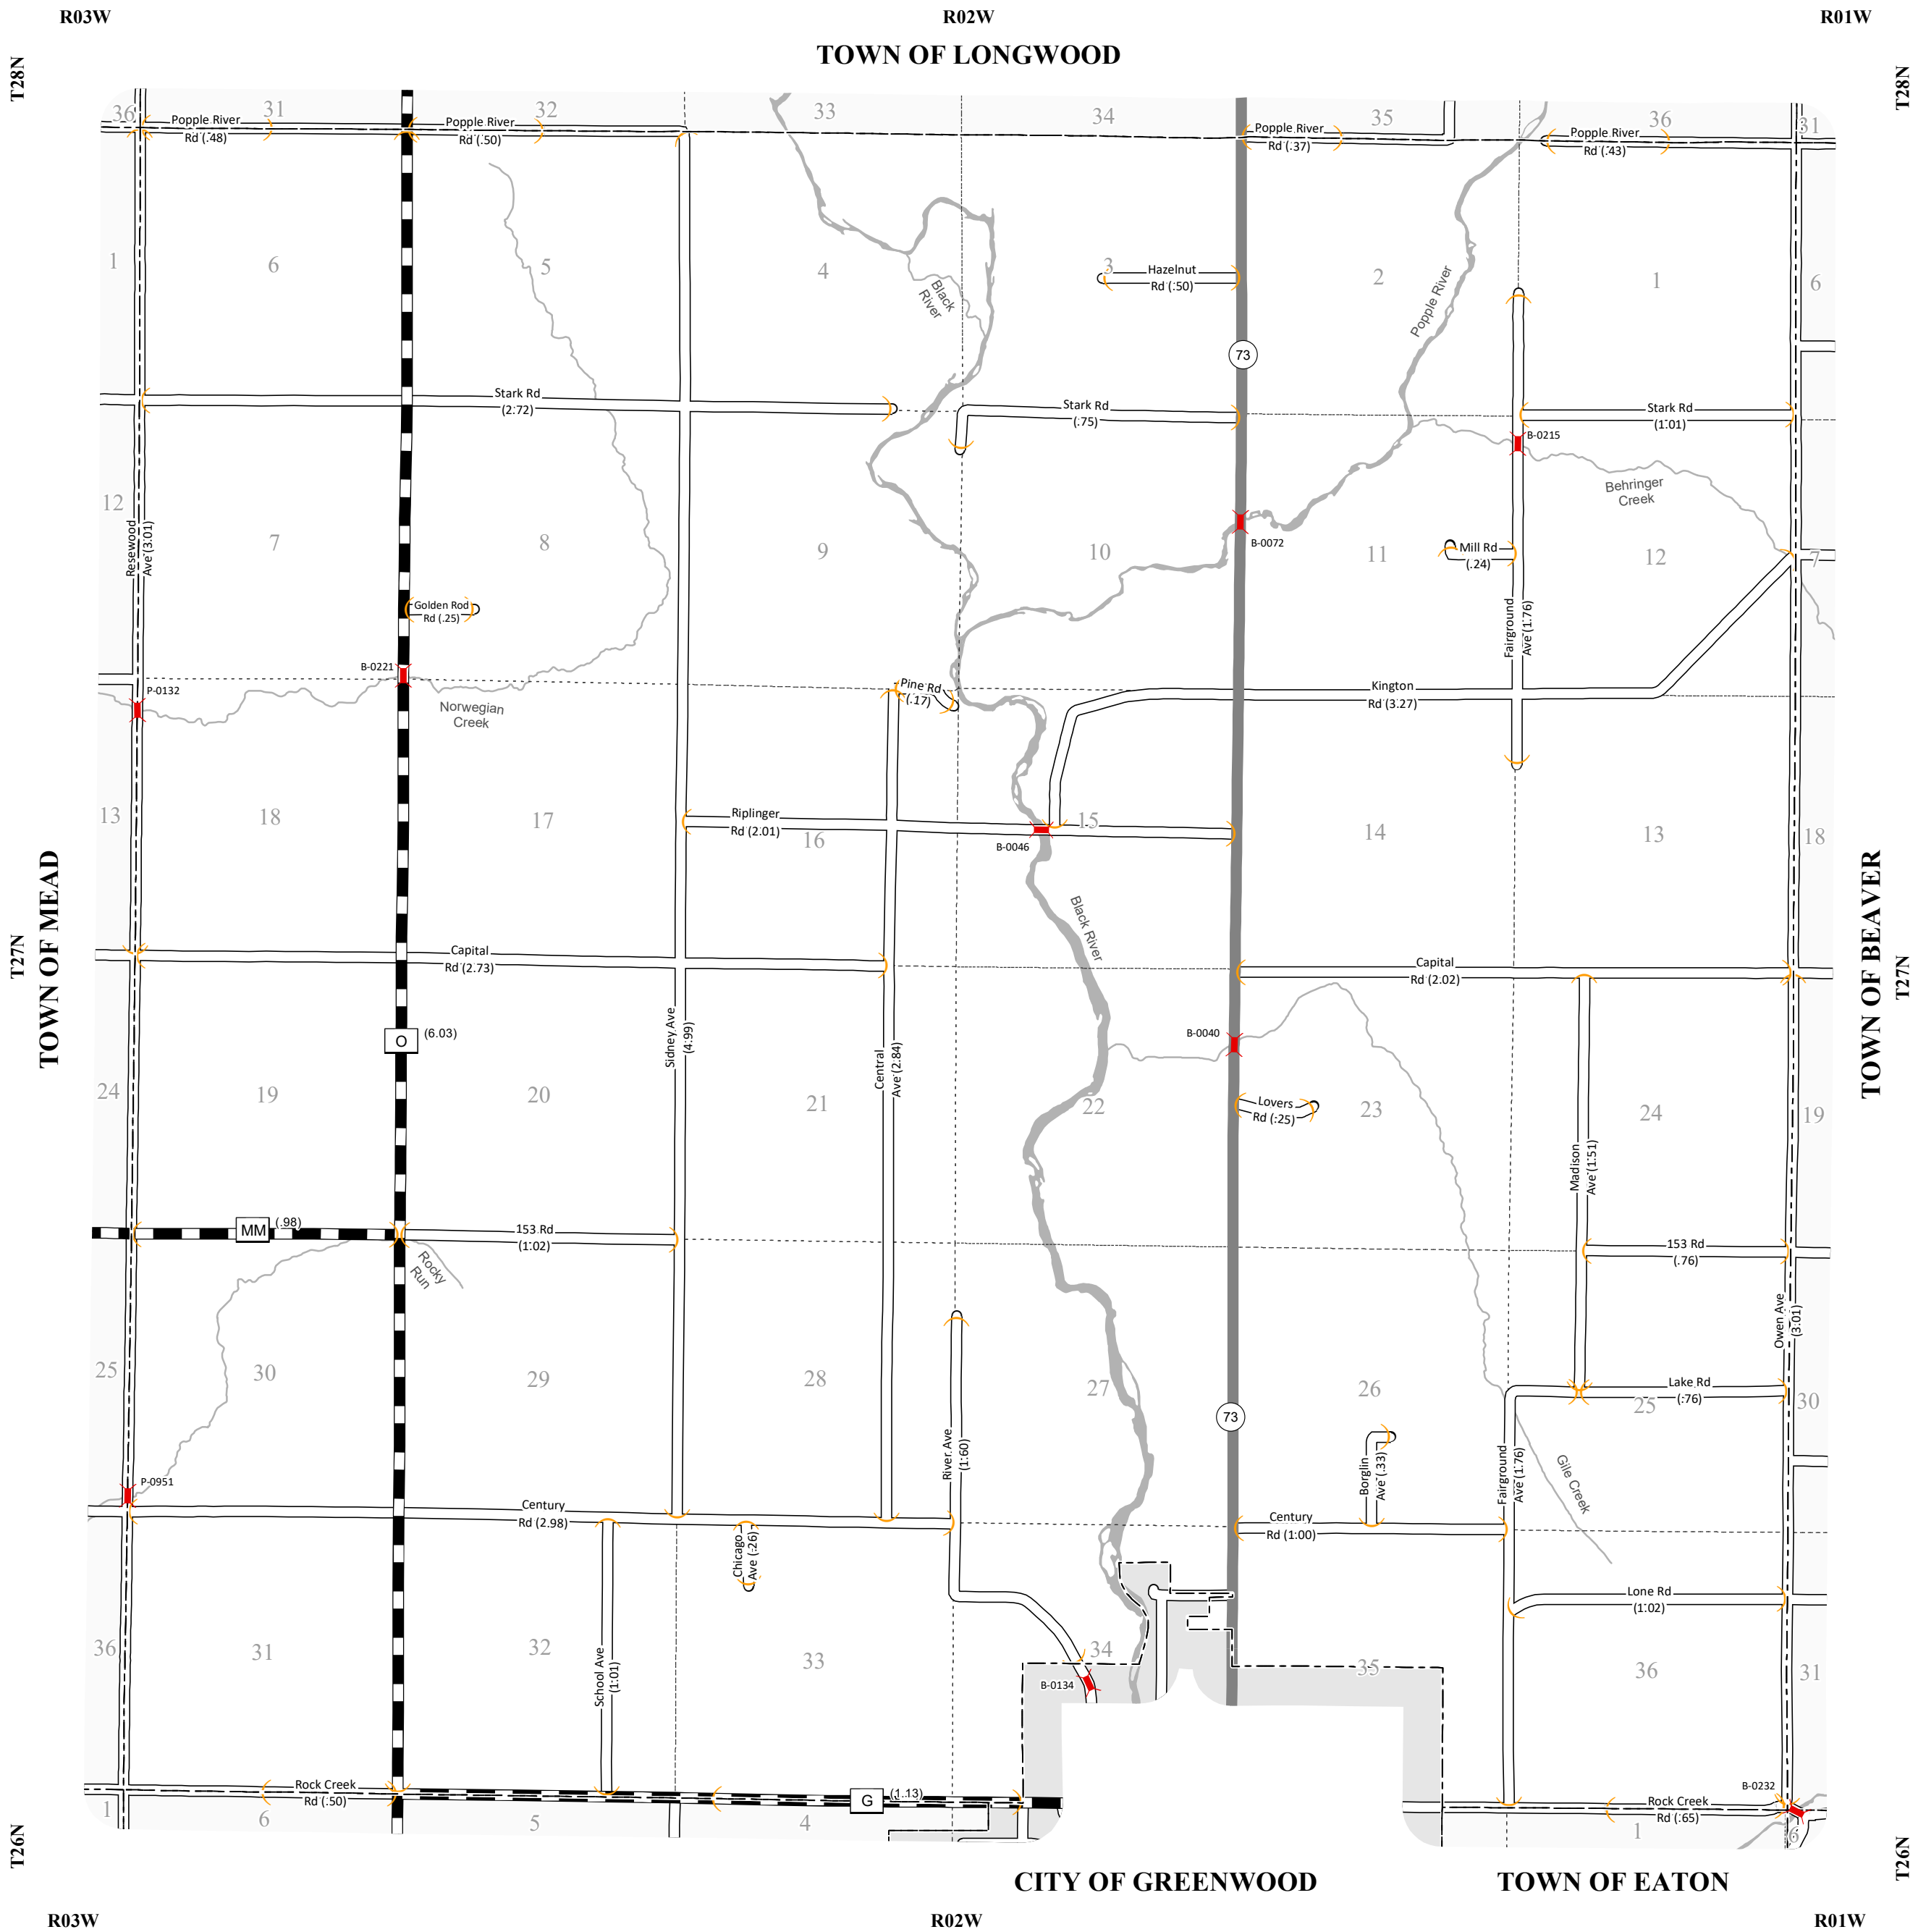 R03W R02W R01W
TOWN OF LONGWOOD
T28N T28N
36 31 32 33 34 35 36 31
Popple River
Rd (.48)
Popple River
Rd (.50)
Popple River
Rd (.37)
Popple River
Rd (.43)
1 6 5 4 3 2 1 6
Hazelnut
Rd (.50)
Black
River
Popple River
73
Stark Rd
(2.72)
Stark Rd
(.75)
Stark Rd
(1.01)
B-0215
Behringer
Creek
12 7 8 9 10 11 12 7
Resewood
Ave (3.01)
B-0072
Mill Rd
(.24)
Golden Rod
Rd (.25)
Fairground
Ave (1.76)
B-0221
P-0132
Norwegian
Creek
Pine Rd
(.17)
Kington
Rd (3.27)
13 18 17 16 15 14 13 18
Riplinger
Rd (2.01)
B-0046
TOWN OF MEAD
TOWN OF BEAVER
T27N T27N
Black River
Capital
Rd (2.73)
Capital
Rd (2.02)
O (6.03)
Sidney Ave
(4.99)
Central
Ave (2.84)
B-0040
24 19 20 21 22 23 24 19
Lovers
Rd (.25)
Madison
Ave (1.51)
MM (.98)
153 Rd
(1.02)
153 Rd
(.76)
Rocky
Run
Owen Ave
(3.01)
25 30 29 28 27 26 25 30
Lake Rd
(.76)
73
River Ave
(1.60)
Borglin
Ave (.33)
Fairground
Ave (1.76)
Gile Creek
P-0951
Century
Rd (2.98)
Century
Rd (1.00)
Chicago
Ave (.26)
Lone Rd
(1.02)
36 31 32 33 34 35 36 31
School Ave
(1.01)
B-0134
B-0232
Rock Creek
Rd (.50)
G (1.13)
Rock Creek
Rd (.65)
1 6 5 4 1 6
T26N T26N
CITY OF GREENWOOD TOWN OF EATON
R03W R02W R01W